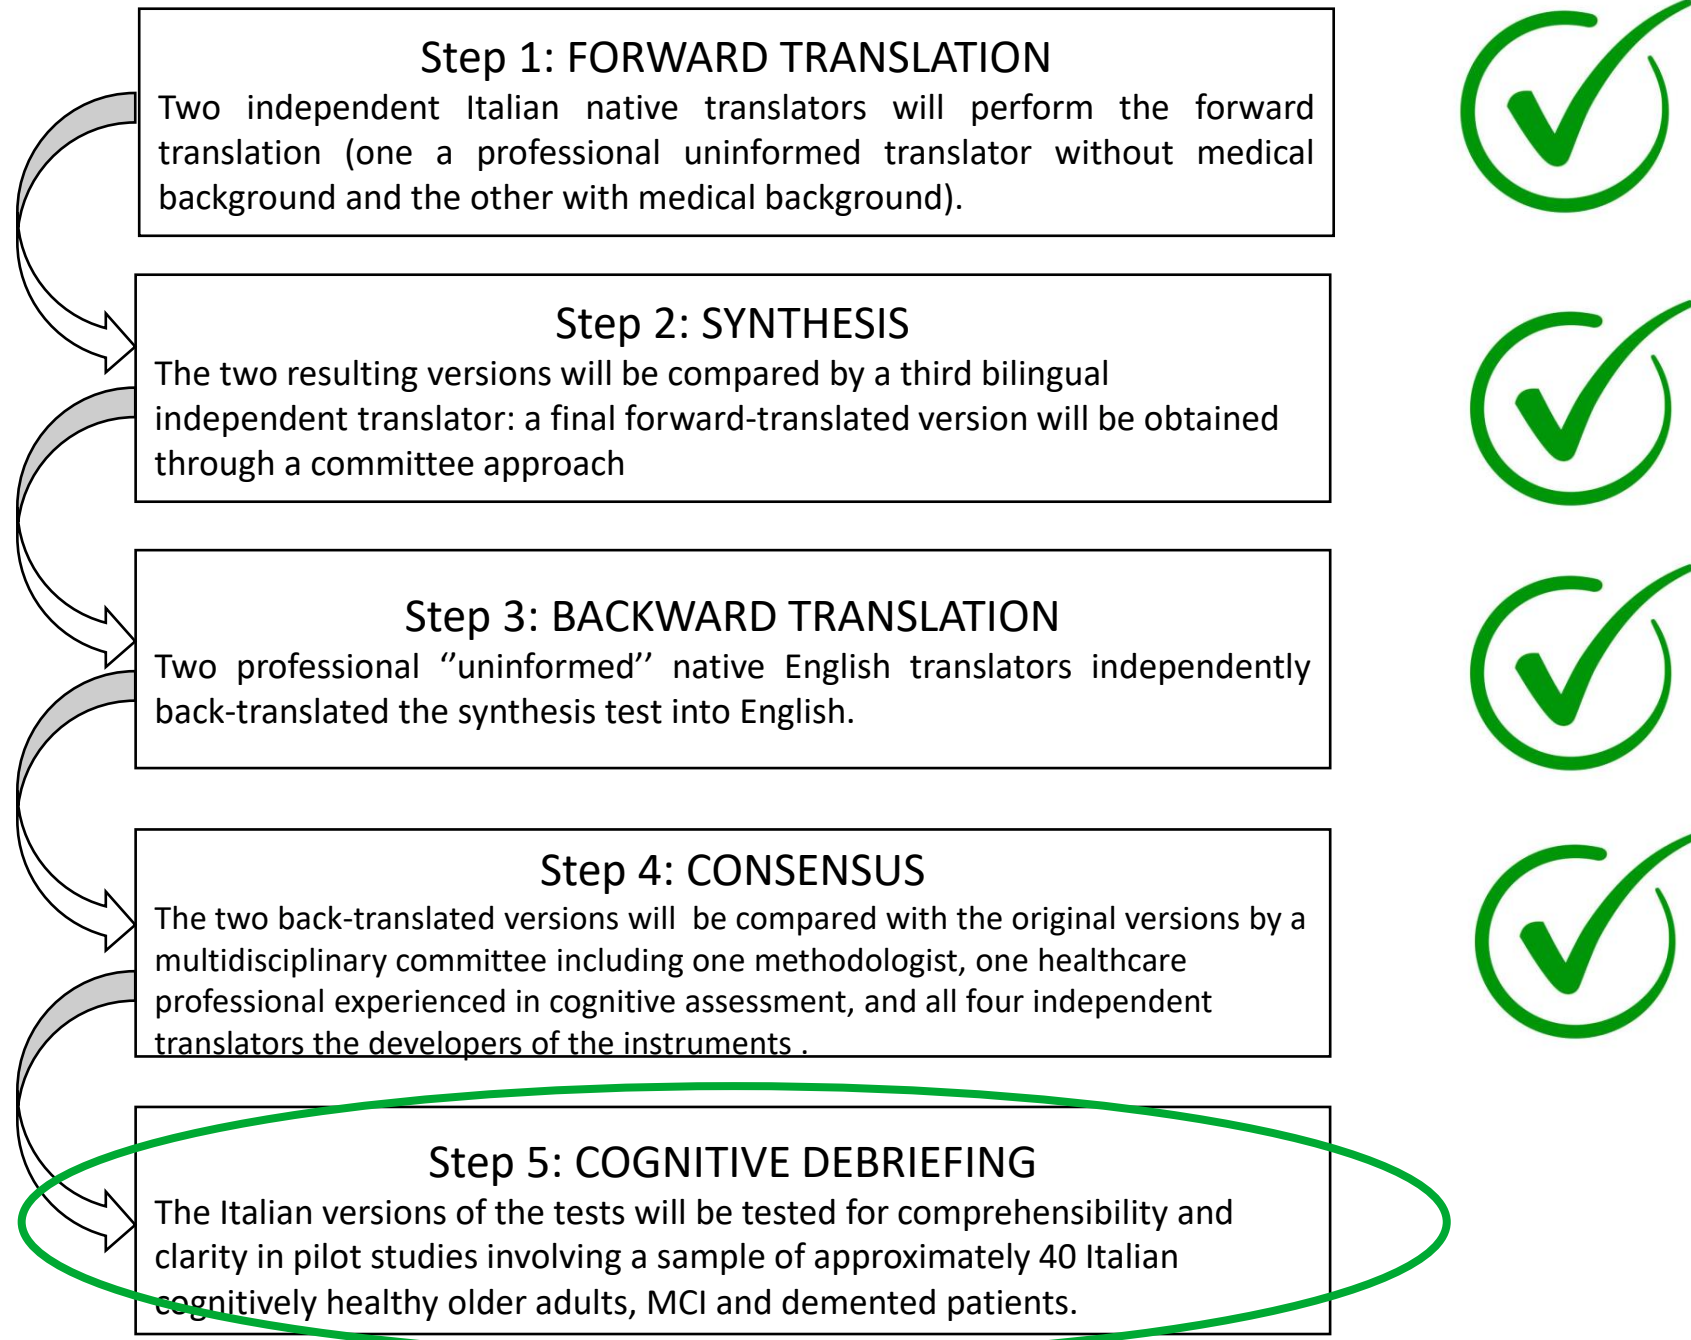 Step 1: FORWARD TRANSLATION
Two independent Italian native translators will perform the forward
translation (one a professional uninformed translator without medical
background and the other with medical background).
Step 2: SYNTHESIS
The two resulting versions will be compared by a third bilingual
independent translator: a final forward-translated version will be obtained
through a committee approach
Step 3: BACKWARD TRANSLATION
Two professional ‘’uninformed’’ native English translators independently
back-translated the synthesis test into English.
Step 4: CONSENSUS
The two back-translated versions will be compared with the original versions by a
multidisciplinary committee including one methodologist, one healthcare
professional experienced in cognitive assessment, and all four independent
translators the developers of the instruments .
Step 5: COGNITIVE DEBRIEFING
The Italian versions of the tests will be tested for comprehensibility and
clarity in pilot studies involving a sample of approximately 40 Italian
cognitively healthy older adults, MCI and demented patients.